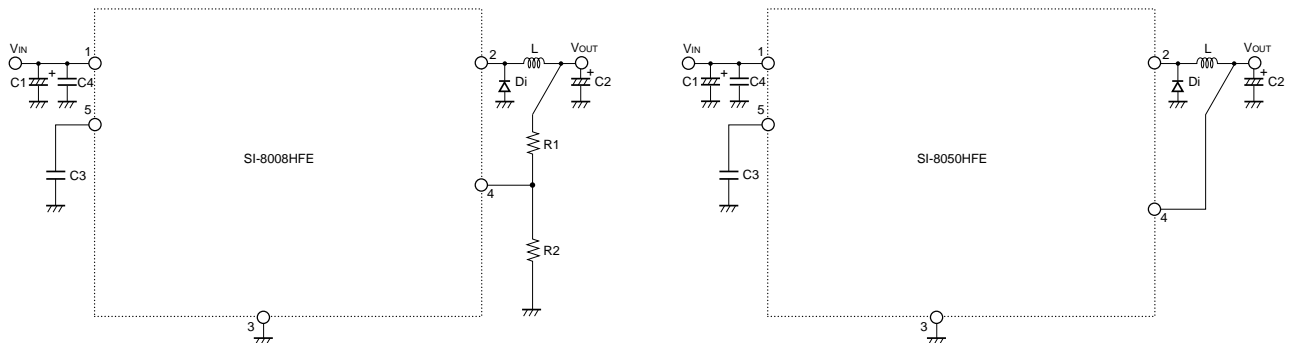 VIN
1
2
L
VOUT
C1
+
C4
Di
+
C2
5
R1
SI-8008HFE
C3
4
R2
3
VIN
1
2
L
VOUT
C1
+
C4
Di
+
C2
5
SI-8050HFE
C3
4
3